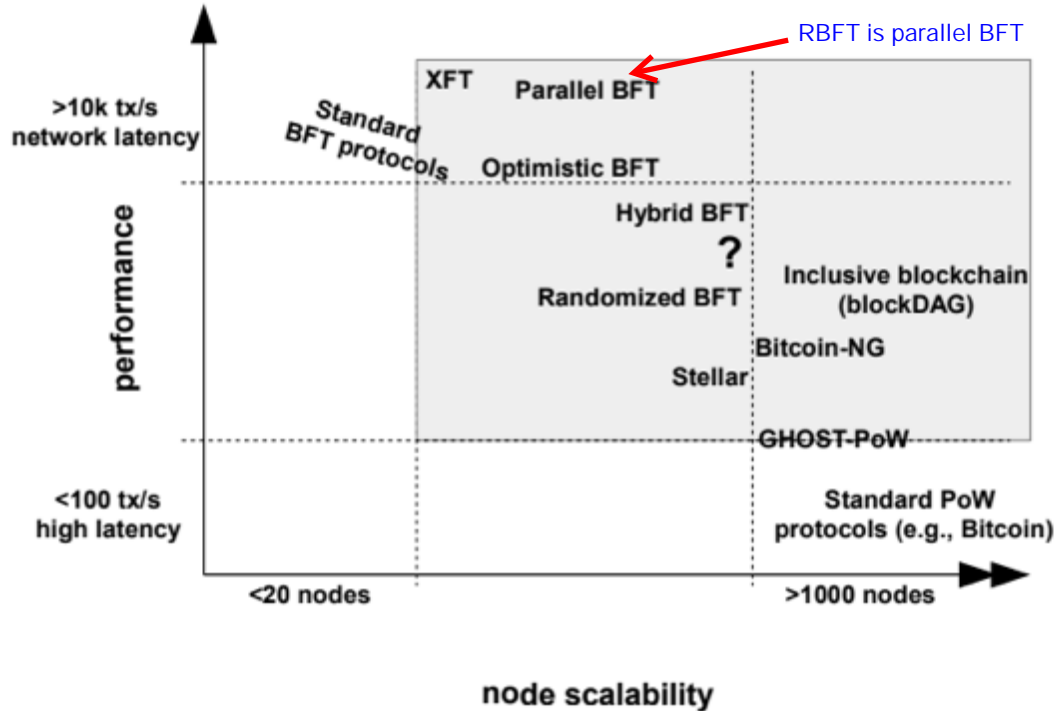 RBFT is parallel BFT
XFT
Parallel BFT
>10k tx/s
network latency
Standard
BFT protocols
Optimistic BFT
Hybrid BFT
?
performance
Inclusive blockchain
(blockDAG)
Randomized BFT
Bitcoin-NG
Stellar
GHOST-PoW
<100 tx/s
high latency
Standard PoW
protocols (e.g., Bitcoin)
<20 nodes
>1000 nodes
node scalability